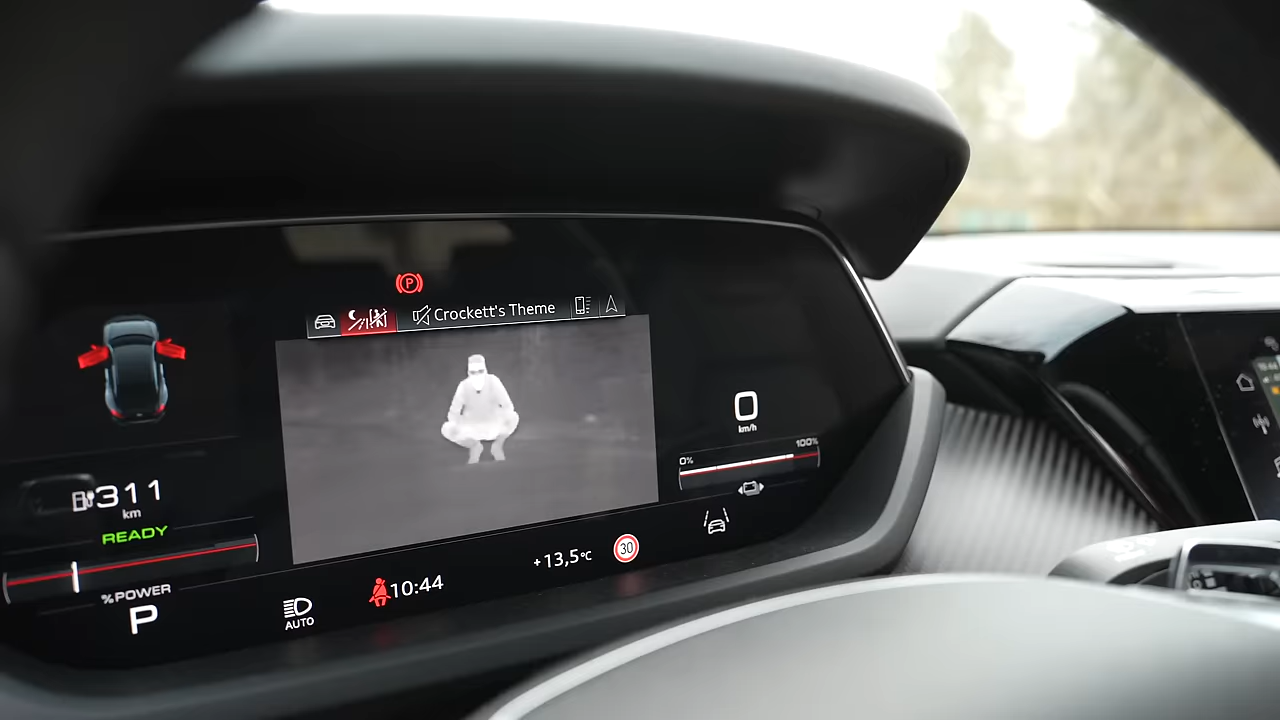 P
Crockett's Theme
0
km/h
0%
100%
311
km
READY
%POWER
P
AUTO
10:44
+13,5°C
30